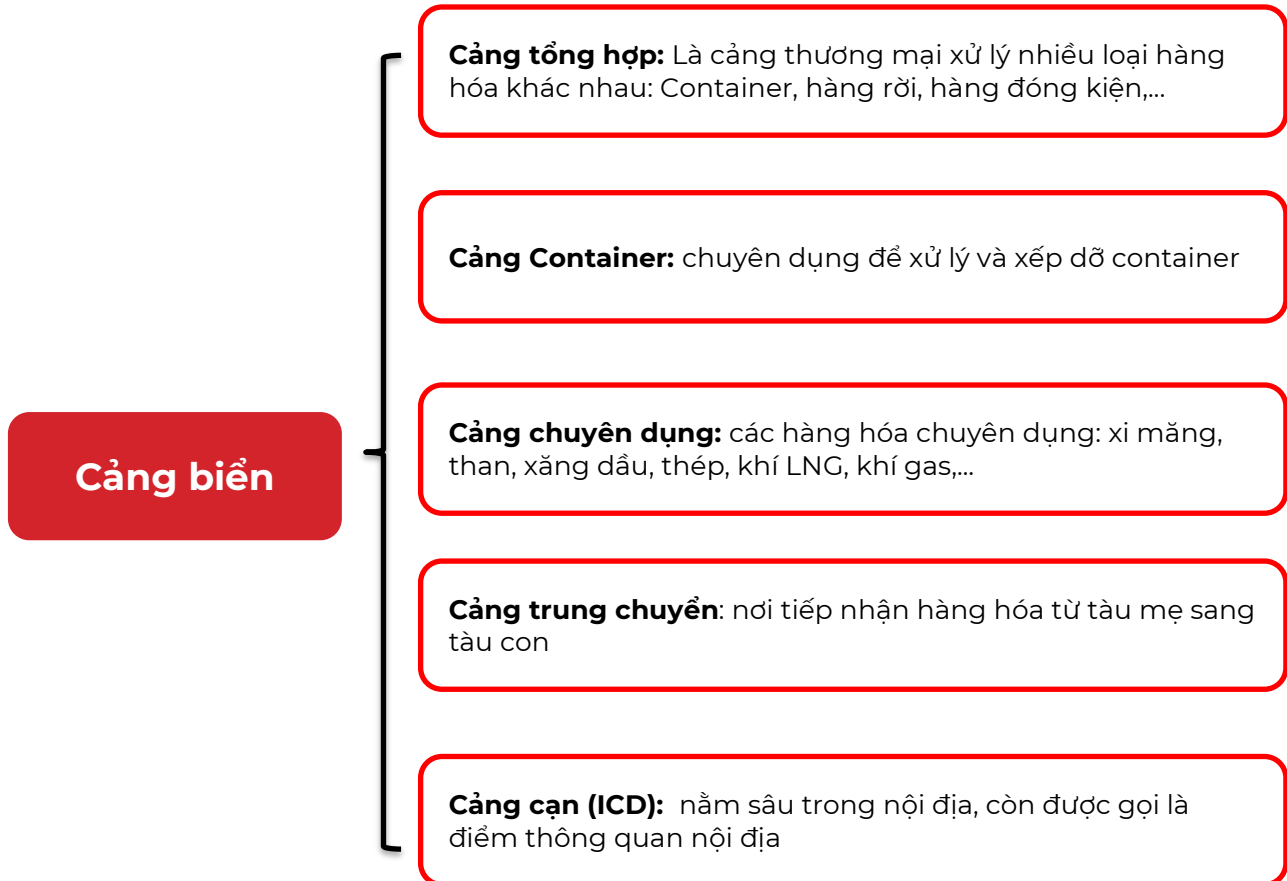 Cảng tổng hợp: Là cảng thương mại xử lý nhiều loại hàng
hóa khác nhau: Container, hàng rời, hàng đóng kiện,...
Cảng Container: chuyên dụng để xử lý và xếp dỡ container
Cảng biển
Cảng chuyên dụng: các hàng hóa chuyên dụng: xi măng,
than, xăng dầu, thép, khí LNG, khí gas,...
Cảng trung chuyển: nơi tiếp nhận hàng hóa từ tàu mẹ sang
tàu con
Cảng cạn (ICD):  nằm sâu trong nội địa, còn được gọi là
điểm thông quan nội địa